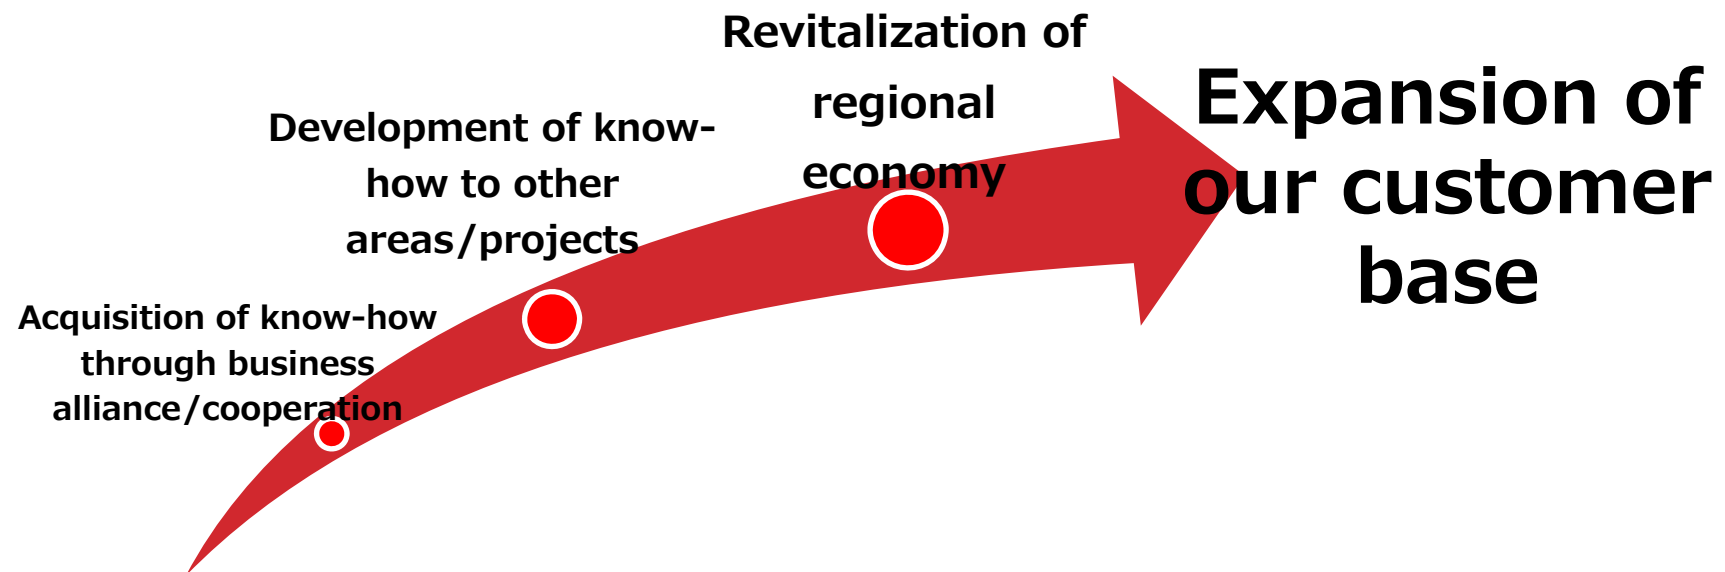 Revitalization of
regional
economy
Expansion of
our customer
base
Development of know-
how to other
areas/projects
Acquisition of know-how
through business
alliance/cooperation